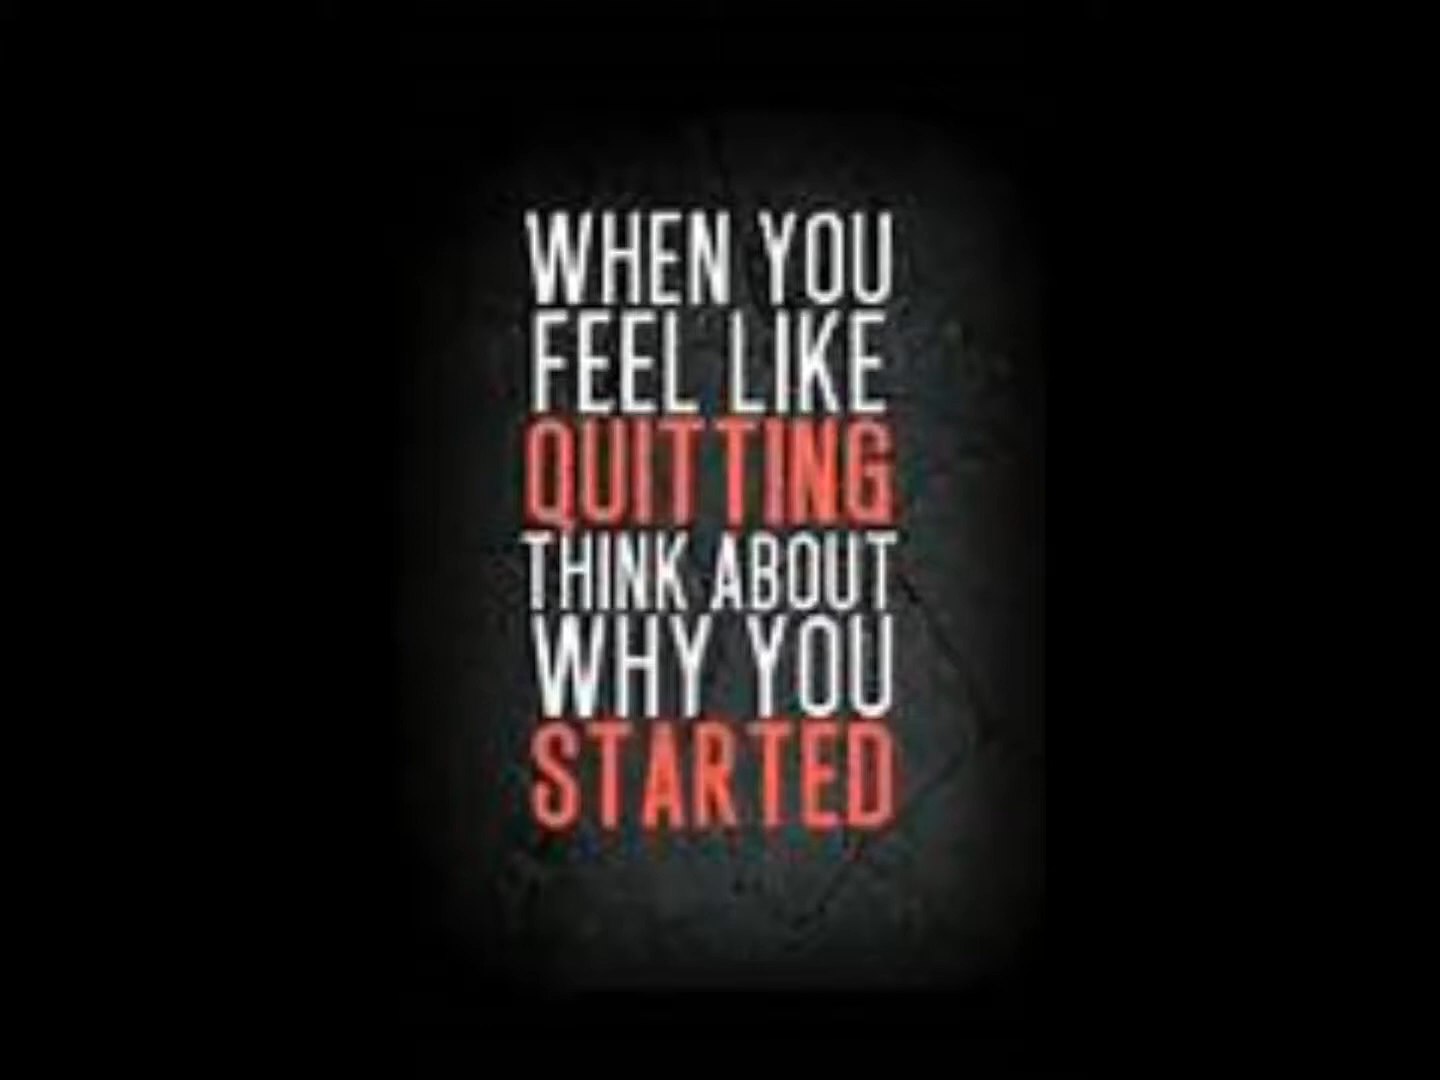 WHEN YOU
FEEL LIKE
QUITTING
THINK ABOUT
WHY YOU
STARTED